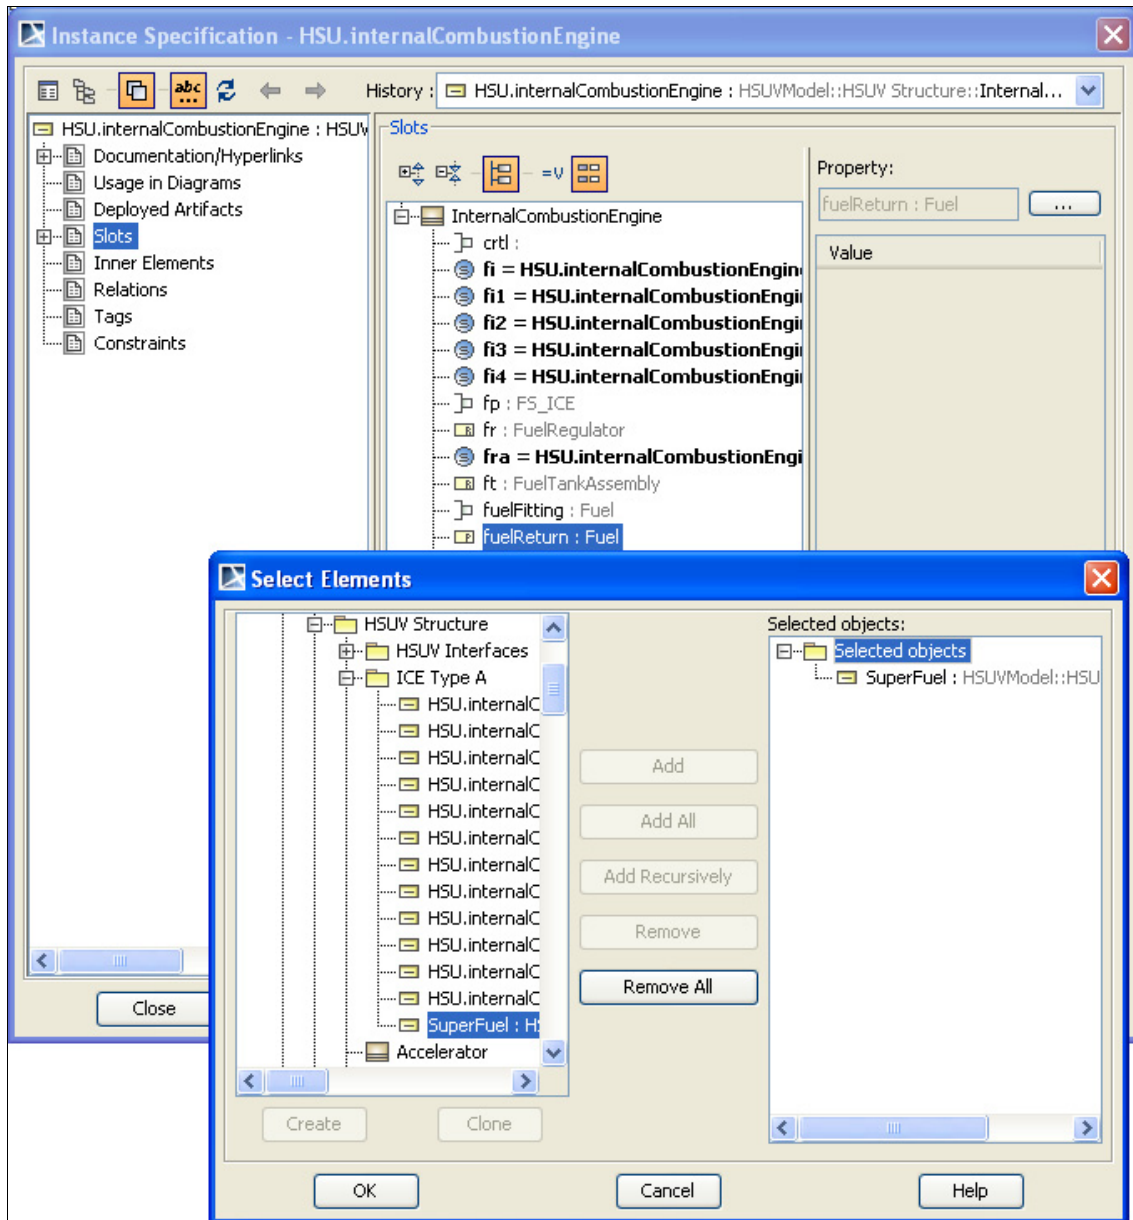 Instance Specification - HSU.internalCombustionEngine
abc
History : HSU.internalCombustionEngine : HSUVModel::HSUV Structure::Internal...
HSU.internalCombustionEngine : HSUV
Documentation/Hyperlinks
Usage in Diagrams
Deployed Artifacts
Slots
Inner Elements
Relations
Tags
Constraints
Close
Slots
=V
InternalCombustionEngine
crtl :
fi = HSU.internalCombustionEngine
fi1 = HSU.internalCombustionEngi
fi2 = HSU.internalCombustionEngi
fi3 = HSU.internalCombustionEngi
fi4 = HSU.internalCombustionEngi
fp : FS_ICE
fr : FuelRegulator
fra = HSU.internalCombustionEngi
ft : FuelTankAssembly
fuelFitting : Fuel
fuelReturn : Fuel
Property:
fuelReturn : Fuel
...
Value
Select Elements
HSUV Structure
HSUV Interfaces
ICE Type A
HSU.internalC
HSU.internalC
HSU.internalC
HSU.internalC
HSU.internalC
HSU.internalC
HSU.internalC
HSU.internalC
HSU.internalC
HSU.internalC
HSU.internalC
HSU.internalC
SuperFuel : HS
Accelerator
Create
Clone
Add
Add All
Add Recursively
Remove
Remove All
Selected objects:
Selected objects
SuperFuel : HSUVModel::HSU
OK
Cancel
Help